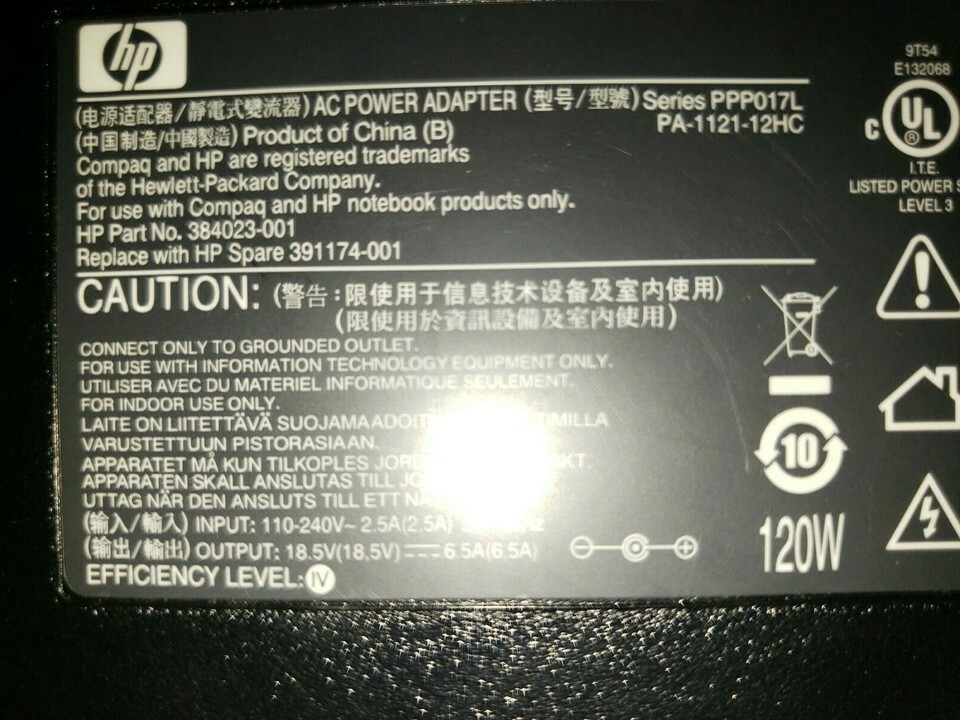 hp
(电源适配器/靜電式變流器) AC POWER ADAPTER (型号/型號) Series PPP017L
PA-1121-12HC
(中国制造/中國製造) Product of China (B)
Compaq and HP are registered trademarks
of the Hewlett-Packard Company.
For use with Compaq and HP notebook products only.
HP Part No. 384023-001
Replace with HP Spare 391174-001
CAUTION: (警告:限使用于信息技术设备及室内使用)
(限使用於資訊設備及室內使用)
CONNECT ONLY TO GROUNDED OUTLET.
FOR USE WITH INFORMATION TECHNOLOGY EQUIPMENT ONLY.
UTILISER AVEC DU MATERIEL INFORMATIQUE SEULEMENT.
FOR INDOOR USE ONLY.
LAITE ON LIITETTÄVÄ
VARUSTETTUUN PISTORASIAAN.
APPARATET MÅ KUN TILKOPLES
APPARATEN SKALL ANSLUTAS TILL
UTTAG NÄR DEN ANSLUTS TILL ETT
(输入/輸入) INPUT: 110-240V~ 2.5A(2.5A)
(输出/輸出) OUTPUT: 18.5V(18,5V) 6.5A(6.5A)
EFFICIENCY LEVEL: IV
9T54
E132068
C UL ®
I.T.E.
LISTED POWER
LEVEL 3
10
120W